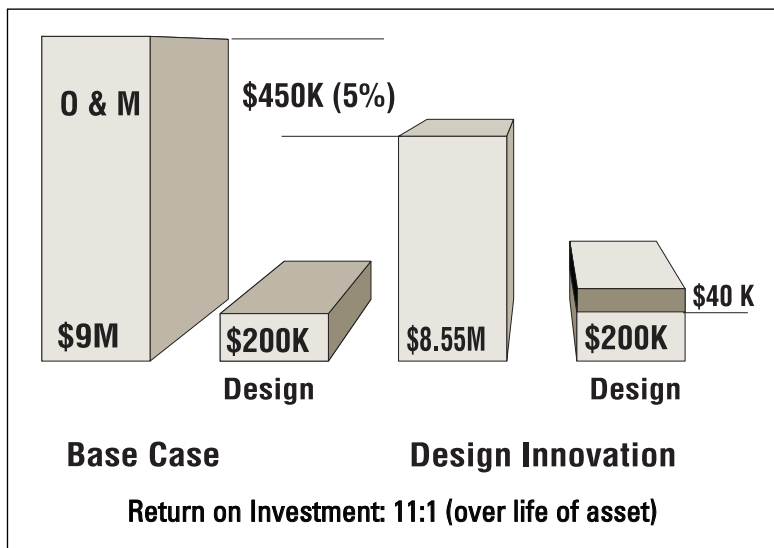 O & M
$450K (5%)
$9M
$200K
Design
$8.55M
$40 K
$200K
Design
Base Case
Design Innovation
Return on Investment: 11:1 (over life of asset)